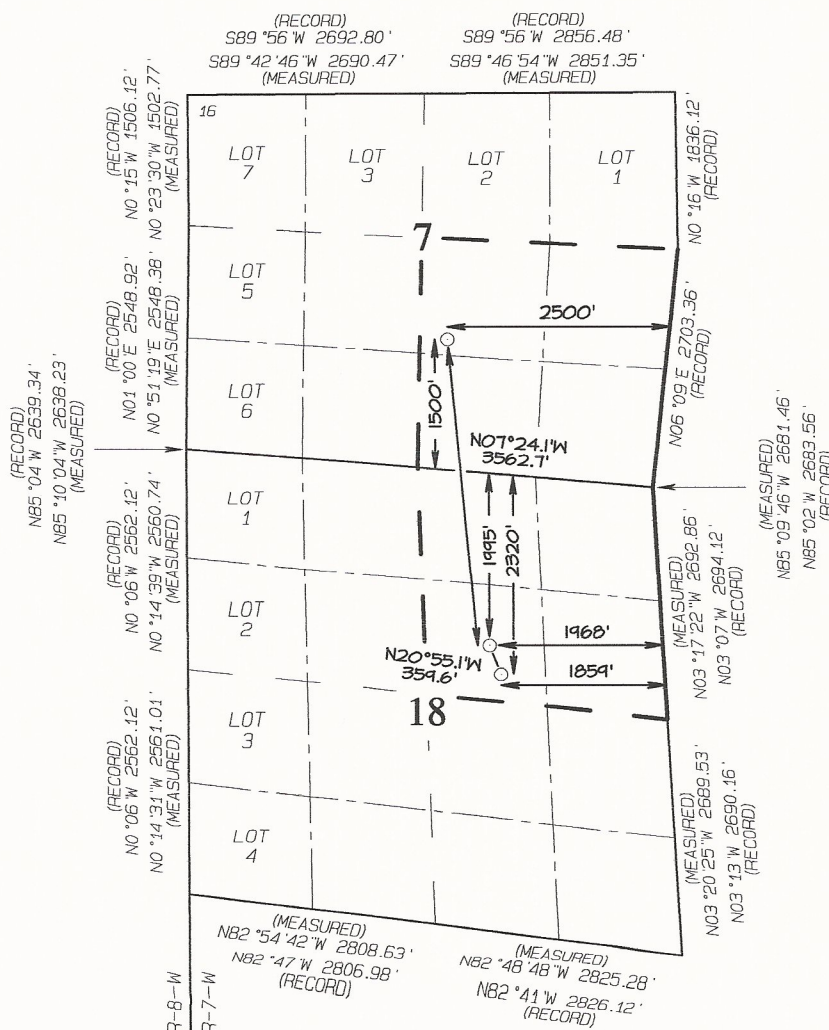 (RECORD)
S89 °56 'W 2692.80 '
S89 °42 '46 "W 2690.47 '
(MEASURED)
(RECORD)
S89 °56 'W 2856.48 '
S89 °46 '54 "W 2851.35 '
(MEASURED)
(RECORD)
N0 °15 'W 1506.12 '
N0 °23 '30 "W 1502.77 '
(MEASURED)
16
LOT
7
LOT
3
LOT
2
LOT
1
N0 °16 'W 1836.12 '
(RECORD)
7
(RECORD)
N01 °00 'E 2548.92 '
N0 °51 '19 "E 2548.38 '
(MEASURED)
LOT
5
2500'
N06 °09 E 2703.36 '
(RECORD)
LOT
6
1500'
N07°24.1'W
3562.7'
(RECORD)
N85 °04 'W 2639.34 '
N85 °10 '04 "W 2638.23 '
(MEASURED)
(MEASURED)
N85 °09 '46 "W 2681.46 '
N85 °02 'W 2683.56 '
(RECORD)
(RECORD)
N0 °06 'W 2562.12 '
N0 °14 '39 "W 2560.74 '
(MEASURED)
LOT
1
1995'
2320'
(MEASURED)
N03 °17 '22 "W 2692.86 '
N03 °07 'W 2694.12 '
(RECORD)
LOT
2
1968'
N20°55.1'W
359.6'
1859'
18
(RECORD)
N0 °06 'W 2562.12 '
N0 °14 '31 "W 2561.01 '
(MEASURED)
LOT
3
(MEASURED)
N03 °20 '25 "W 2689.53 '
N03 °13 'W 2690.16 '
(RECORD)
LOT
4
(MEASURED)
N82 °54 '42 "W 2808.63 '
N82 °47 'W 2806.98 '
(RECORD)
(MEASURED)
N82 °48 '48 "W 2825.28 '
N82 °41 'W 2826.12 '
(RECORD)
R-8-W
R-7-W